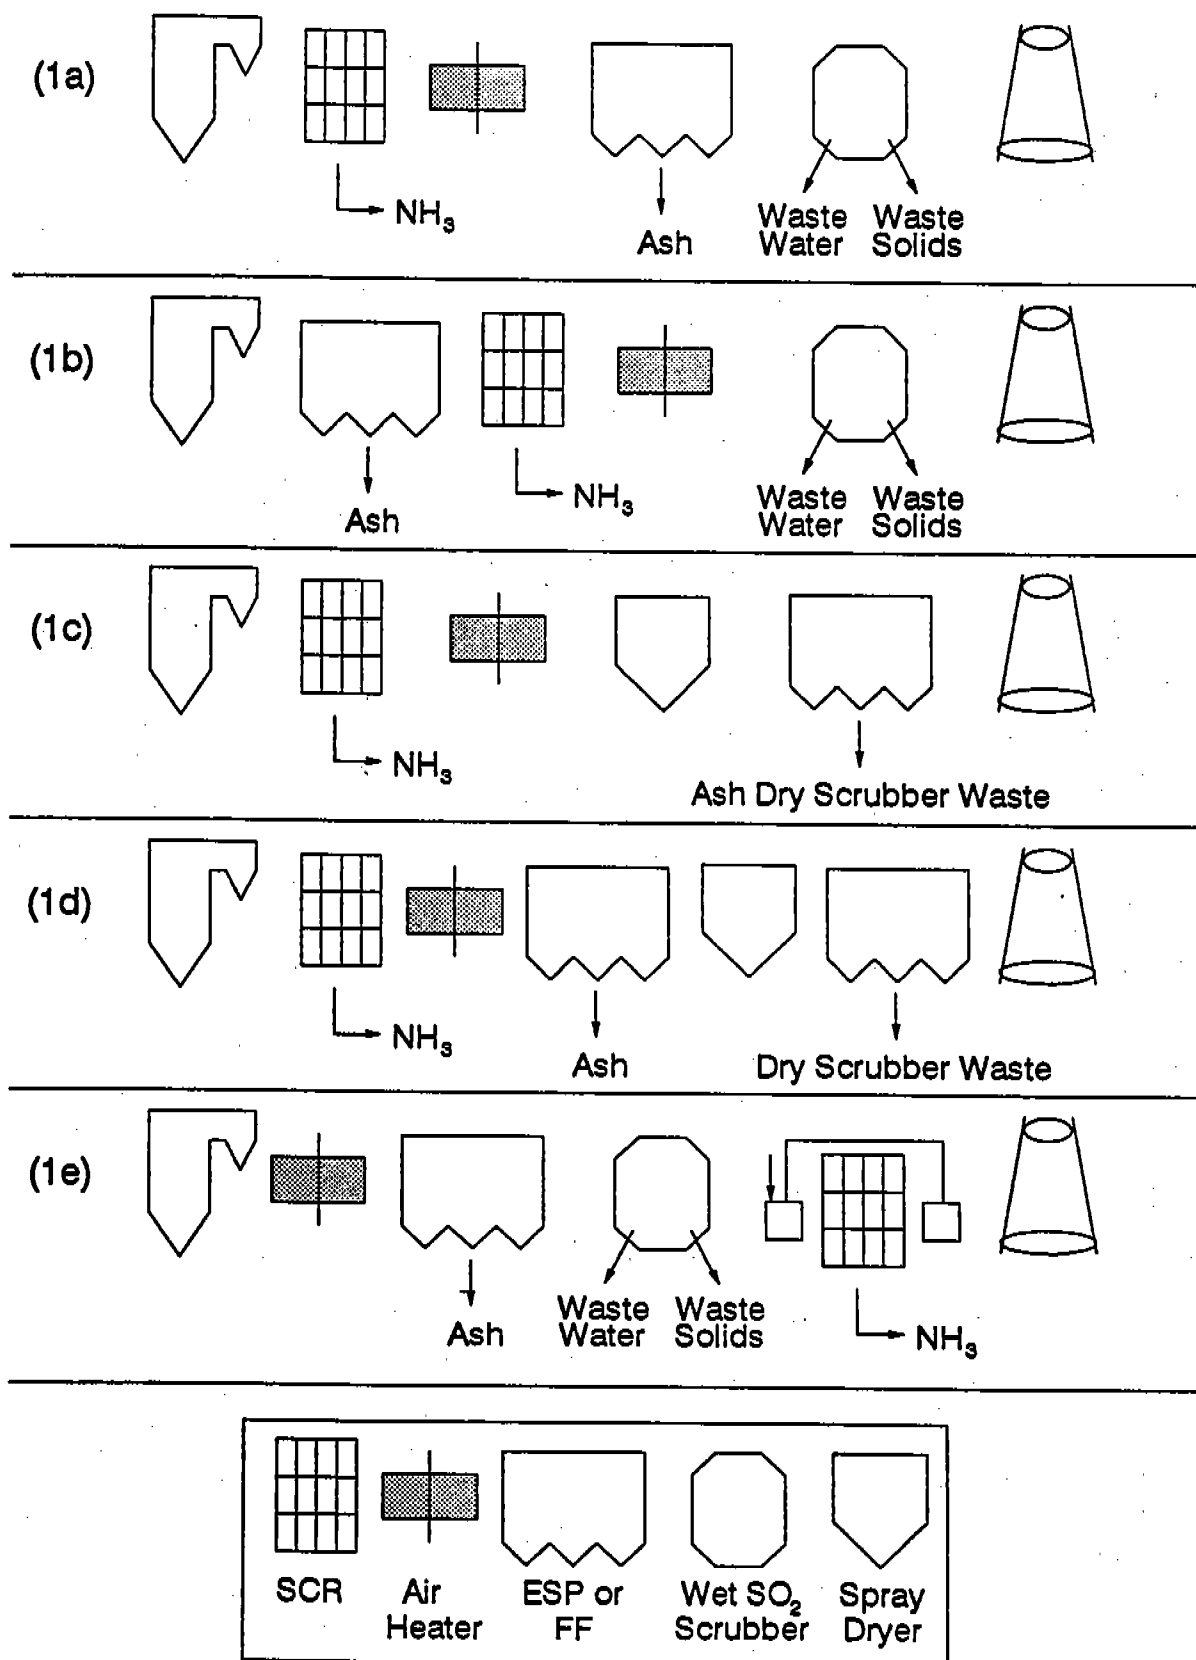 (1a)
NH₃
Ash
Waste Water
Waste Solids
(1b)
Ash
NH₃
Waste Water
Waste Solids
(1c)
NH₃
Ash Dry Scrubber Waste
(1d)
NH₃
Ash
Dry Scrubber Waste
(1e)
Ash
Waste Water
Waste Solids
NH₃
SCR
Air Heater
ESP or FF
Wet SO₂ Scrubber
Spray Dryer